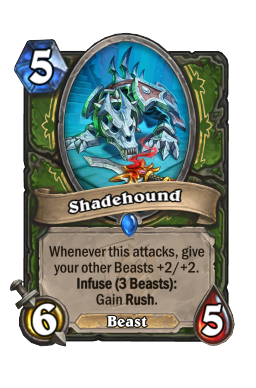 5
Shadehound
Whenever this attacks, give
your other Beasts +2/+2.
Infuse (3 Beasts):
Gain Rush.
6
Beast
5